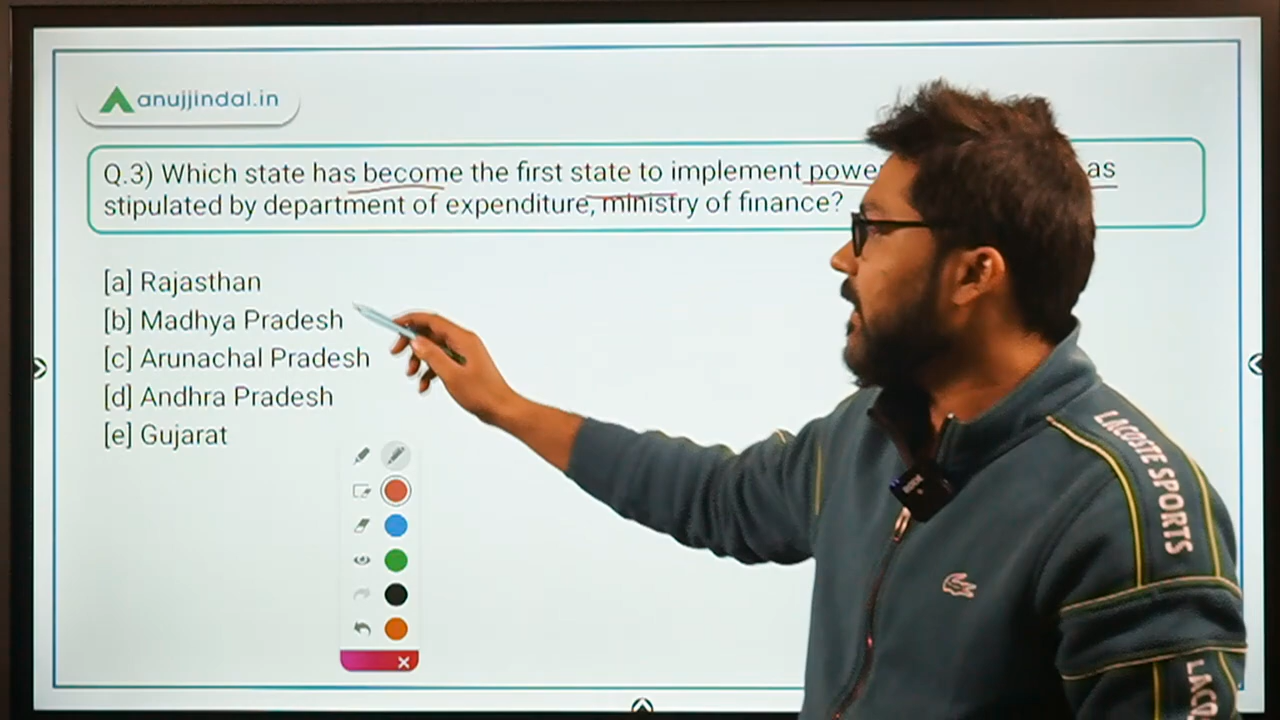 anujjindal.in
Q.3) Which state has become the first state to implement as
stipulated by department of expenditure, ministry of finance?
[a] Rajasthan
[b] Madhya Pradesh
[c] Arunachal Pradesh
[d] Andhra Pradesh
[e] Gujarat
LACOSTE SPORTS